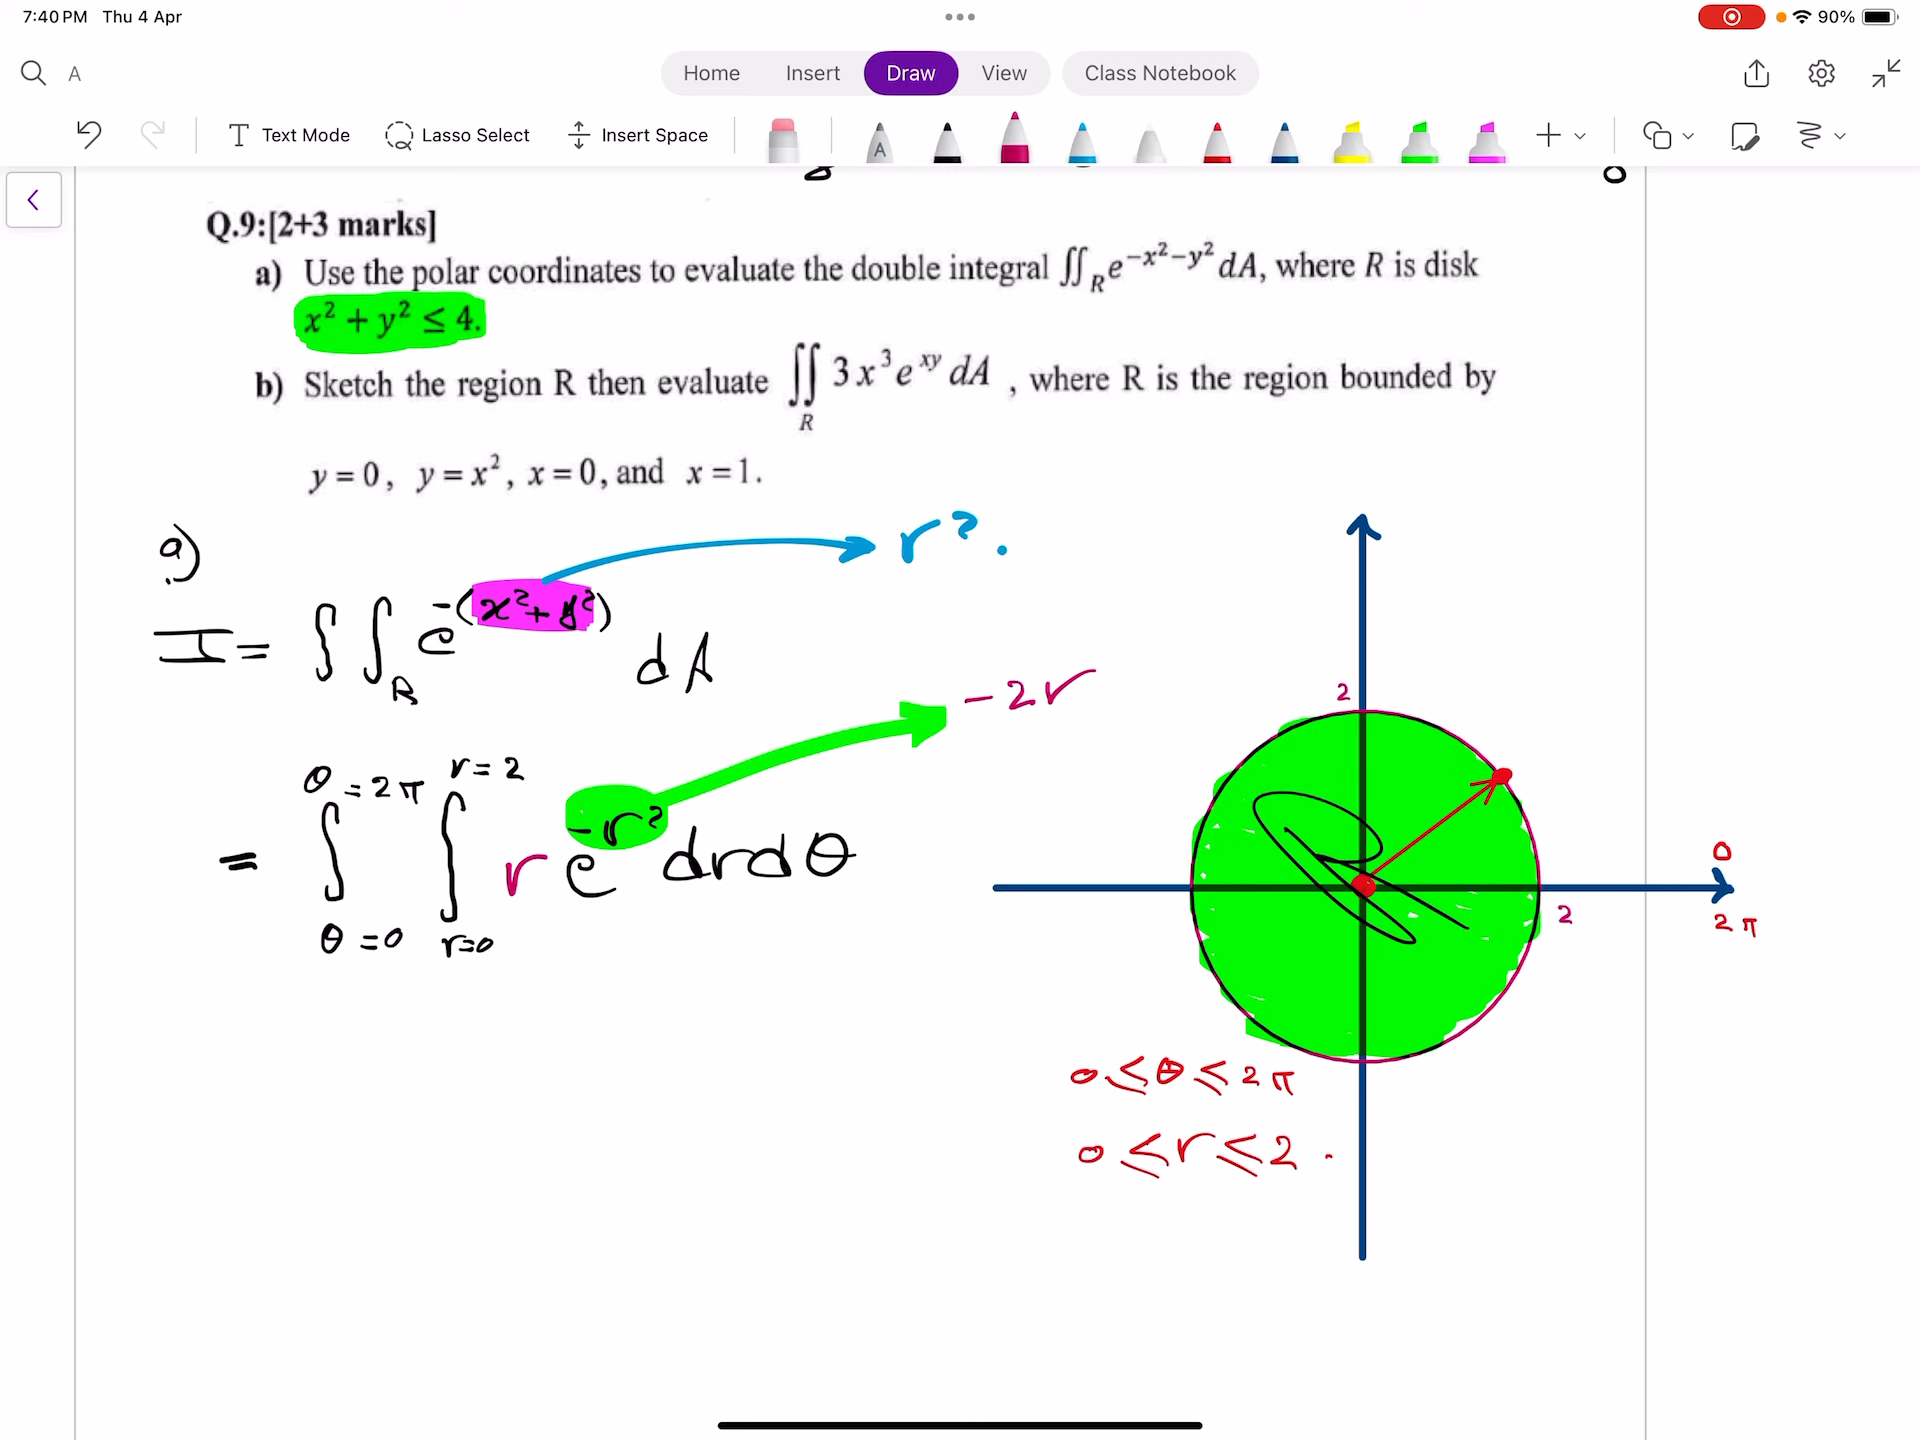 7:40 PM Thu 4 Apr
90%
A
Home Insert Draw View Class Notebook
T Text Mode Lasso Select Insert Space A
Q.9:[2+3 marks]
a) Use the polar coordinates to evaluate the double integral ∬_R e^{-x²-y²} dA, where R is disk
x² + y² ≤ 4.
b) Sketch the region R then evaluate ∬_R 3x³e^{xy} dA , where R is the region bounded by
y = 0, y = x², x = 0, and x = 1.
a)
r².
I = ∫∫_R e^{-(x²+y²)} dA
-2r
= ∫_{θ=0}^{θ=2π} ∫_{r=0}^{r=2} r e^{-r²} dr dθ
2
R
0
2
2π
0 ≤ θ ≤ 2π
0 ≤ r ≤ 2 .